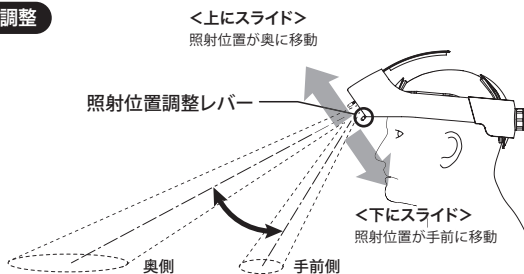 調整
<上にスライド>
照射位置が奥に移動
照射位置調整レバー
<下にスライド>
照射位置が手前に移動
奥側
手前側